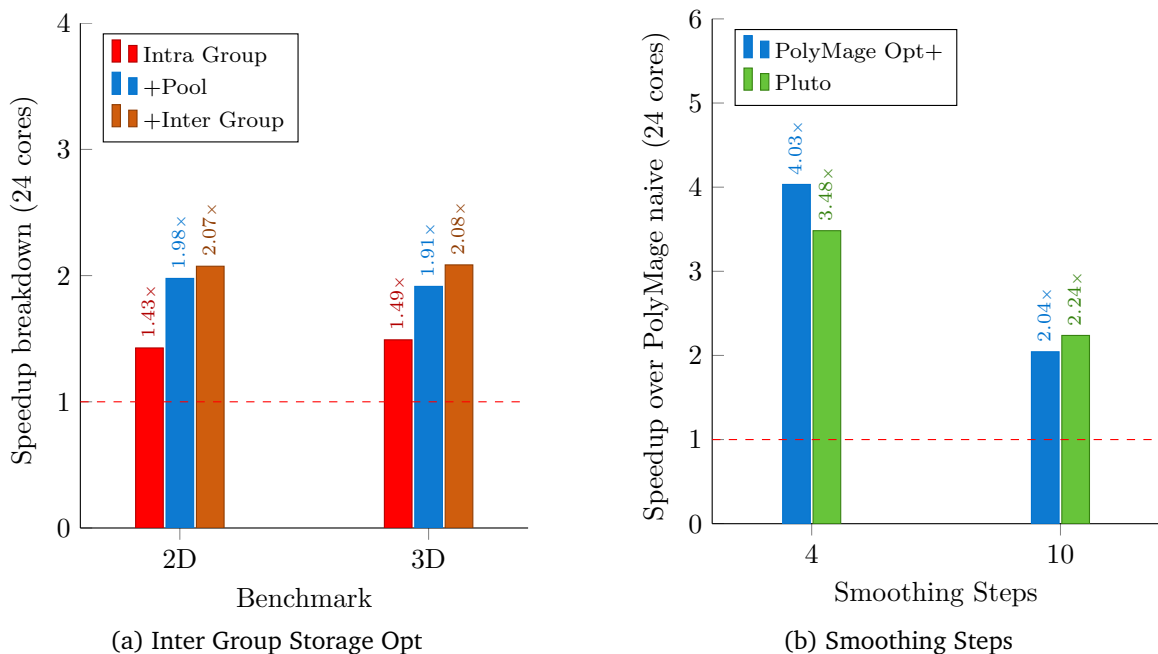 Speedup breakdown (24 cores)
4
3
2
1
0
Intra Group
+Pool
+Inter Group
1.43×
1.98×
2.07×
1.49×
1.91×
2.08×
2D
3D
Benchmark
(a) Inter Group Storage Opt
Speedup over PolyMage naive (24 cores)
6
5
4
3
2
1
0
PolyMage Opt+
Pluto
4.03×
3.48×
2.04×
2.24×
4
10
Smoothing Steps
(b) Smoothing Steps